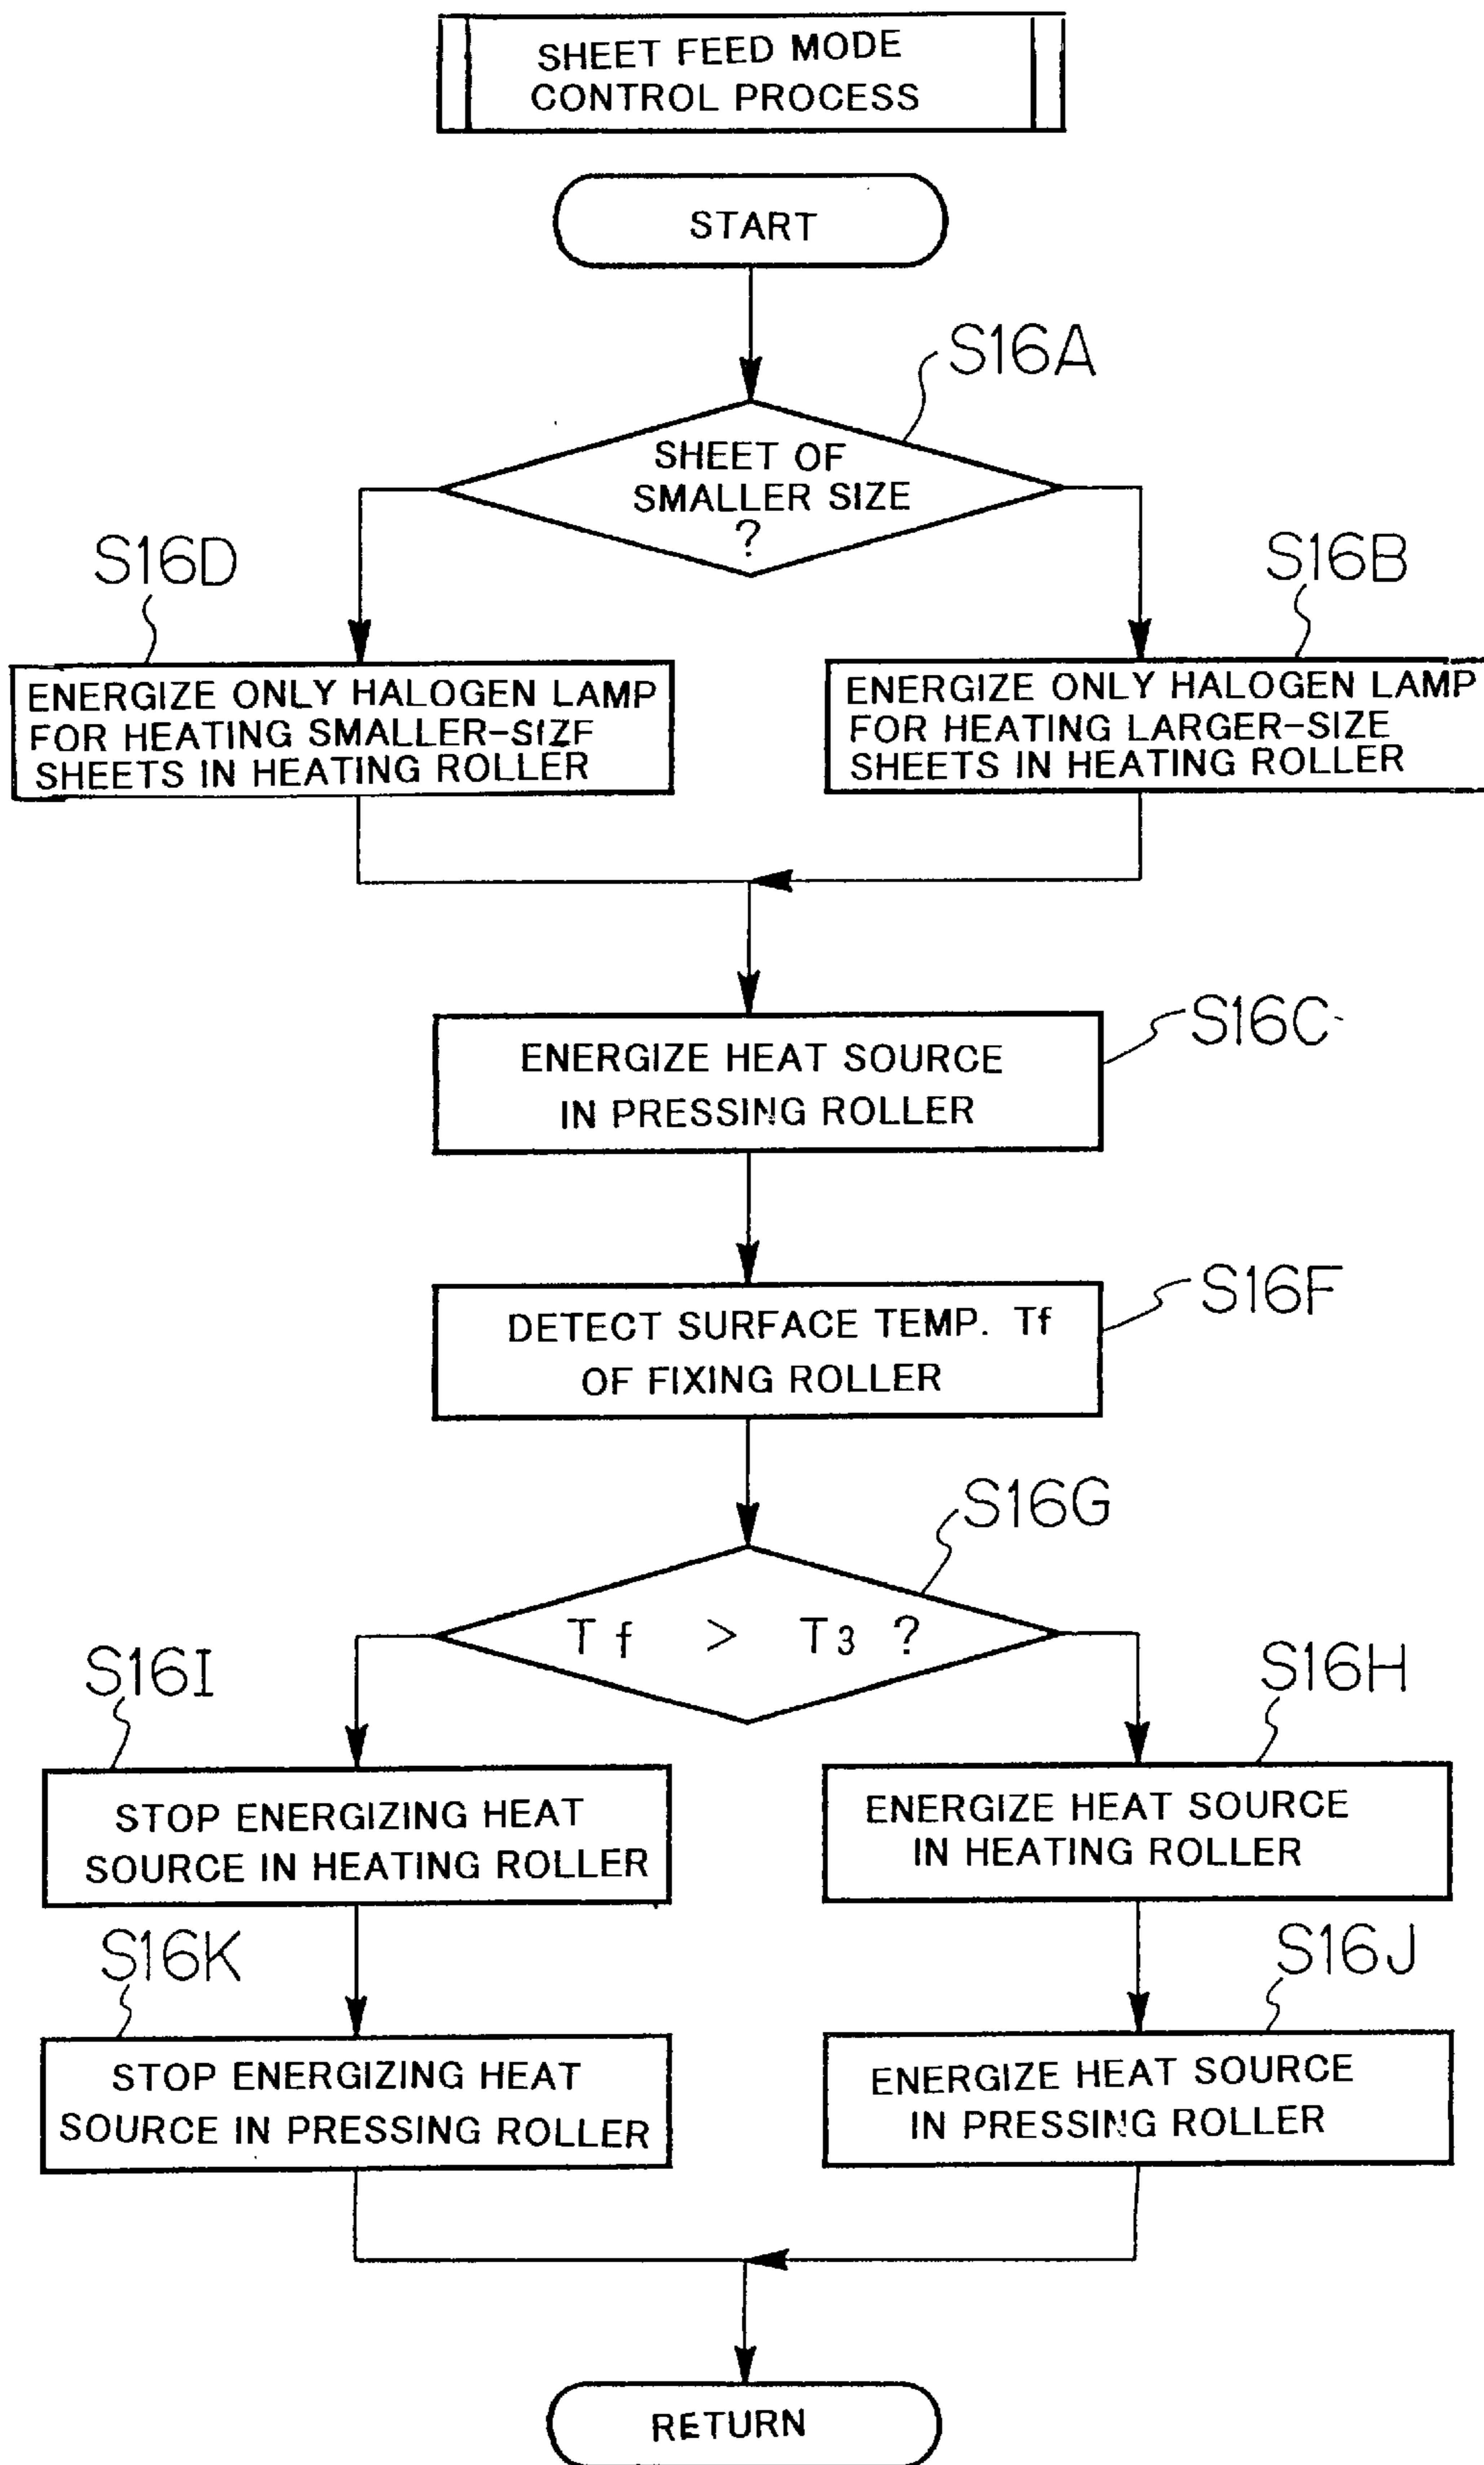 SHEET FEED MODE
CONTROL PROCESS
START
S16A
SHEET OF
SMALLER SIZE
?
S16D
S16B
ENERGIZE ONLY HALOGEN LAMP
FOR HEATING SMALLER-SIZE
SHEETS IN HEATING ROLLER
ENERGIZE ONLY HALOGEN LAMP
FOR HEATING LARGER-SIZE
SHEETS IN HEATING ROLLER
S16C
ENERGIZE HEAT SOURCE
IN PRESSING ROLLER
S16F
DETECT SURFACE TEMP. Tf
OF FIXING ROLLER
S16G
Tf > T3 ?
S16I
S16H
STOP ENERGIZING HEAT
SOURCE IN HEATING ROLLER
ENERGIZE HEAT SOURCE
IN HEATING ROLLER
S16K
S16J
STOP ENERGIZING HEAT
SOURCE IN PRESSING ROLLER
ENERGIZE HEAT SOURCE
IN PRESSING ROLLER
RETURN